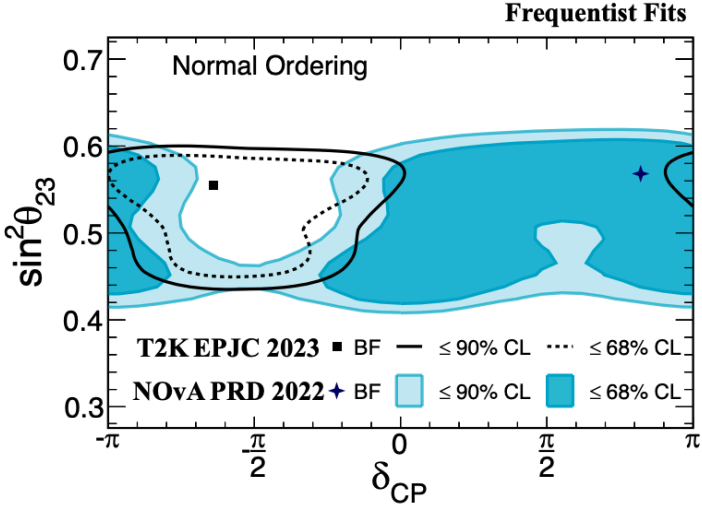 Frequentist Fits
Normal Ordering
0.7
0.6
0.5
0.4
0.3
sin²θ₂₃
T2K EPJC 2023 BF ≤ 90% CL ≤ 68% CL
NOvA PRD 2022 BF ≤ 90% CL ≤ 68% CL
-π -π/2 0 π/2 π
δCP